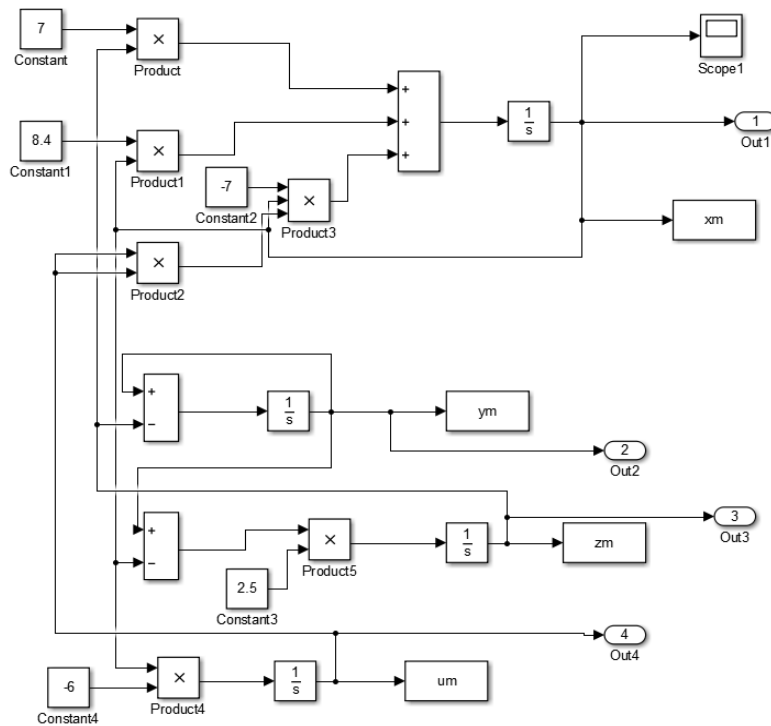 7
Constant
×
Product
8.4
Constant1
×
Product1
-7
Constant2
×
Product3
×
Product2
+
+
+
1
s
Scope1
1
Out1
xm
+
−
1
s
ym
2
Out2
+
−
×
Product5
2.5
Constant3
1
s
zm
3
Out3
4
Out4
-6
Constant4
×
Product4
1
s
um